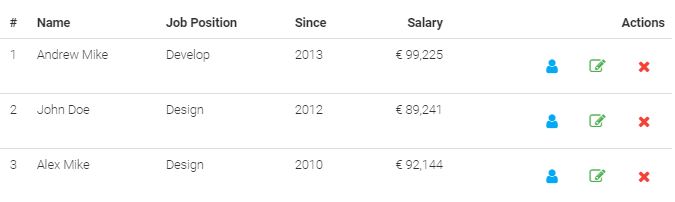 # Name Job Position Since Salary Actions
1 Andrew Mike Develop 2013 € 99,225
2 John Doe Design 2012 € 89,241
3 Alex Mike Design 2010 € 92,144